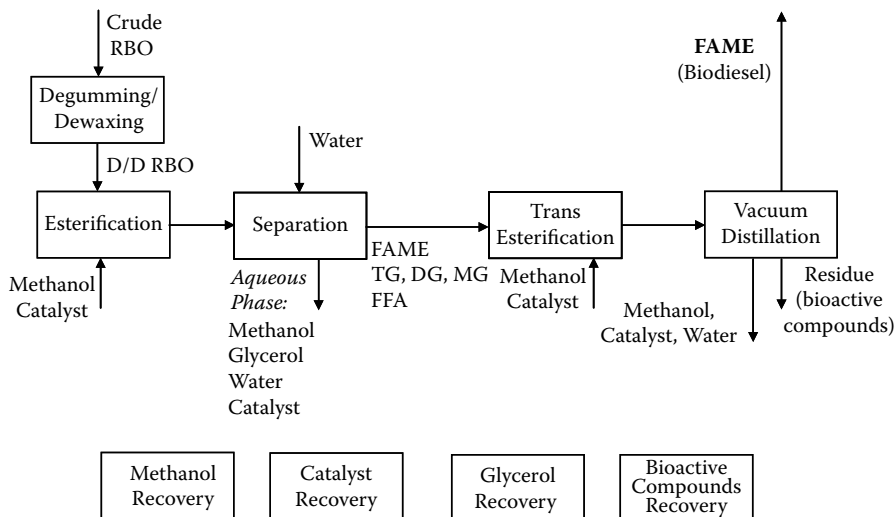 Crude
RBO
Degumming/
Dewaxing
D/D RBO
Esterification
Methanol
Catalyst
Water
Separation
Aqueous
Phase:
Methanol
Glycerol
Water
Catalyst
FAME
TG, DG, MG
FFA
Trans
Esterification
Methanol
Catalyst
FAME
(Biodiesel)
Vacuum
Distillation
Methanol,
Catalyst, Water
Residue
(bioactive
compounds)
Methanol
Recovery
Catalyst
Recovery
Glycerol
Recovery
Bioactive
Compounds
Recovery